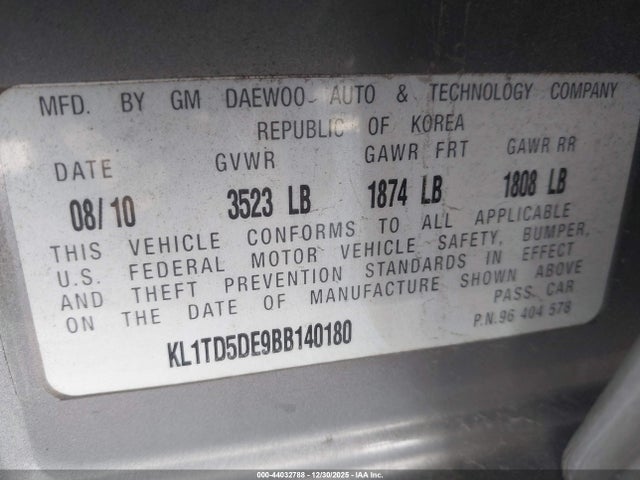 MFD. BY GM DAEWOO AUTO & TECHNOLOGY COMPANY
REPUBLIC OF KOREA
DATE GVWR GAWR FRT GAWR RR
08/10 3523 LB 1874 LB 1808 LB
THIS VEHICLE CONFORMS TO ALL APPLICABLE
U.S. FEDERAL MOTOR VEHICLE SAFETY, BUMPER,
AND THEFT PREVENTION STANDARDS IN EFFECT
ON THE DATE OF MANUFACTURE SHOWN ABOVE
PASS. CAR
KL1TD5DE9BB140180
P.N. 96 404 578
000-44032788 - 12/30/2025 - IAAI, Inc.